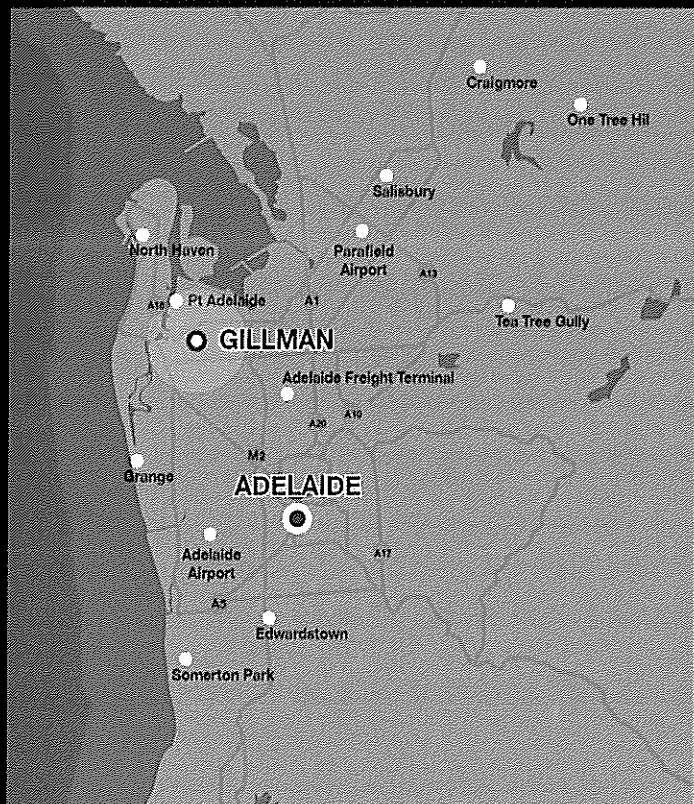 Craigmore
One Tree Hil
Salisbury
North Haven
Parafield
Airport
A13
A16
Pt Adelaide
A1
Tea Tree Gully
GILLMAN
Adelaide Freight Terminal
A20
A10
M2
Grange
ADELAIDE
Adelaide
Airport
A17
A5
Edwardstown
Somerton Park